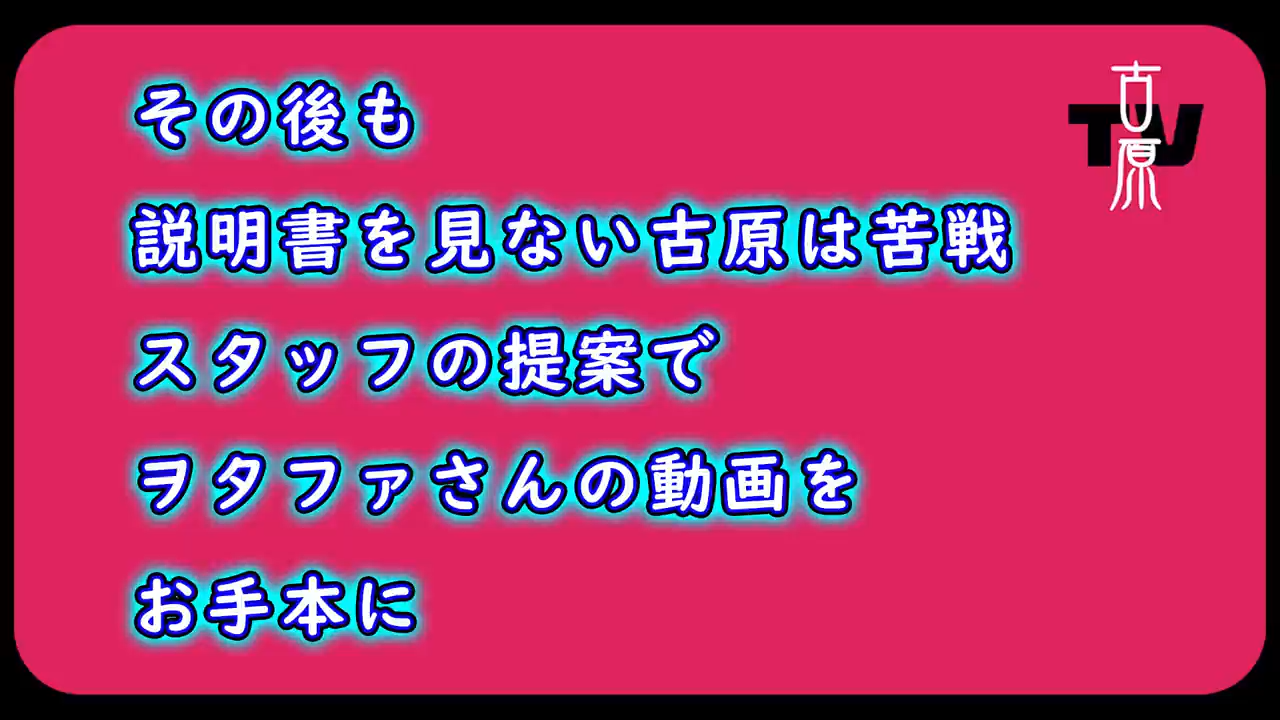 その後も
説明書を見ない古原は苦戦
スタッフの提案で
ヲタファさんの動画を
お手本に
古原
TV